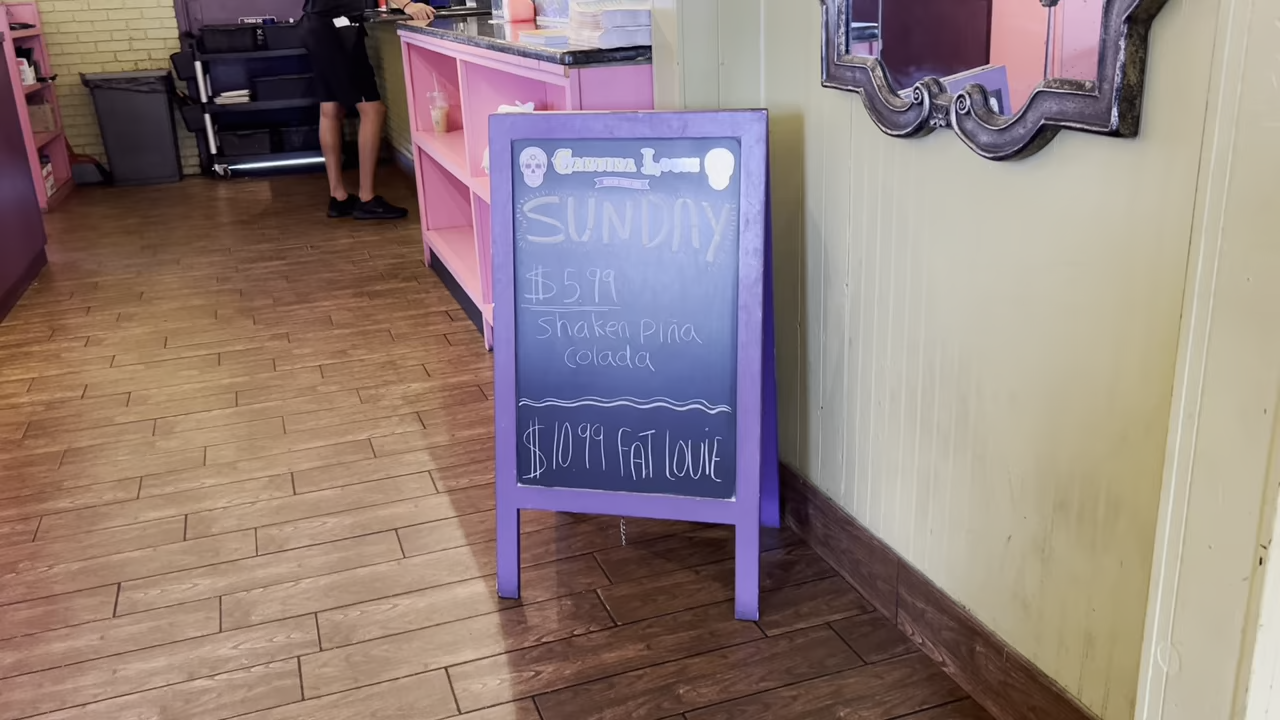 Cantina Louie
SUNDAY
$5.99
Shaken piña
colada
$10.99 FAT LOUIE